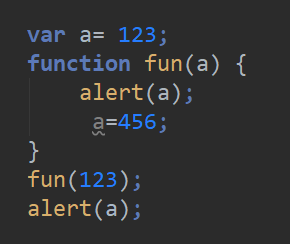 var a= 123;
function fun(a) {
    alert(a);
     a=456;
}
fun(123);
alert(a);